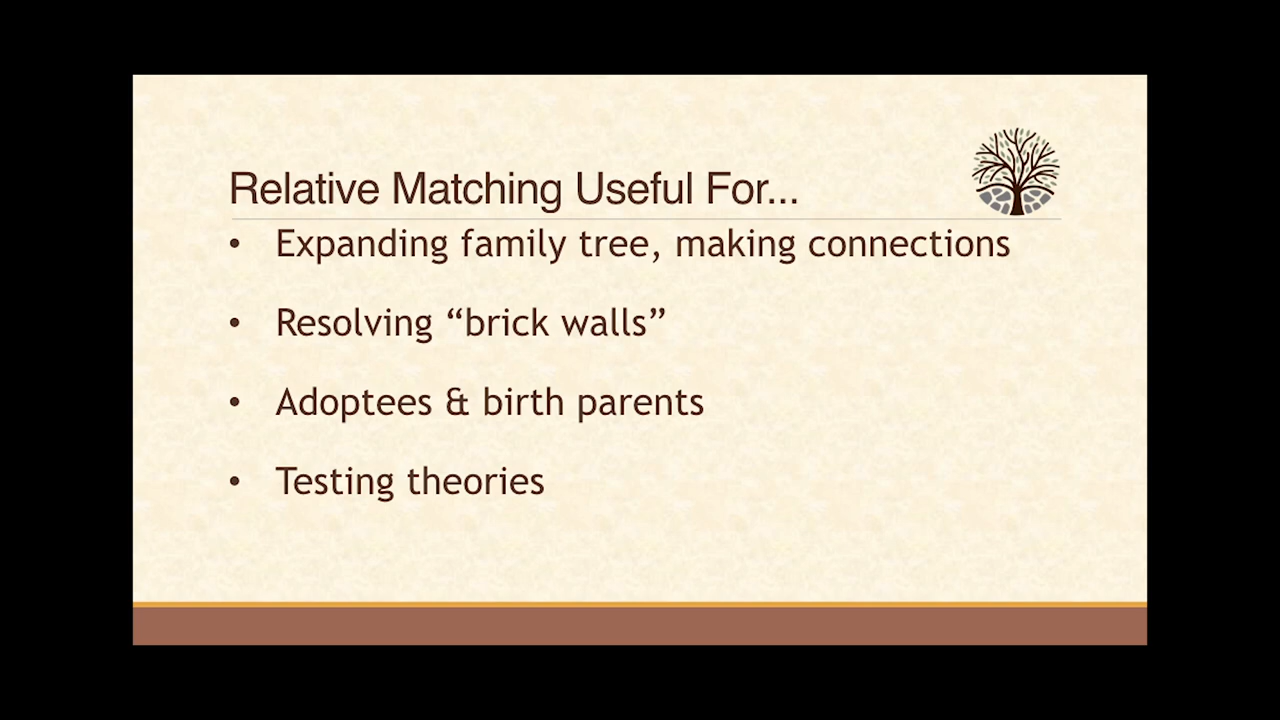 Relative Matching Useful For...
• Expanding family tree, making connections
• Resolving “brick walls”
• Adoptees & birth parents
• Testing theories